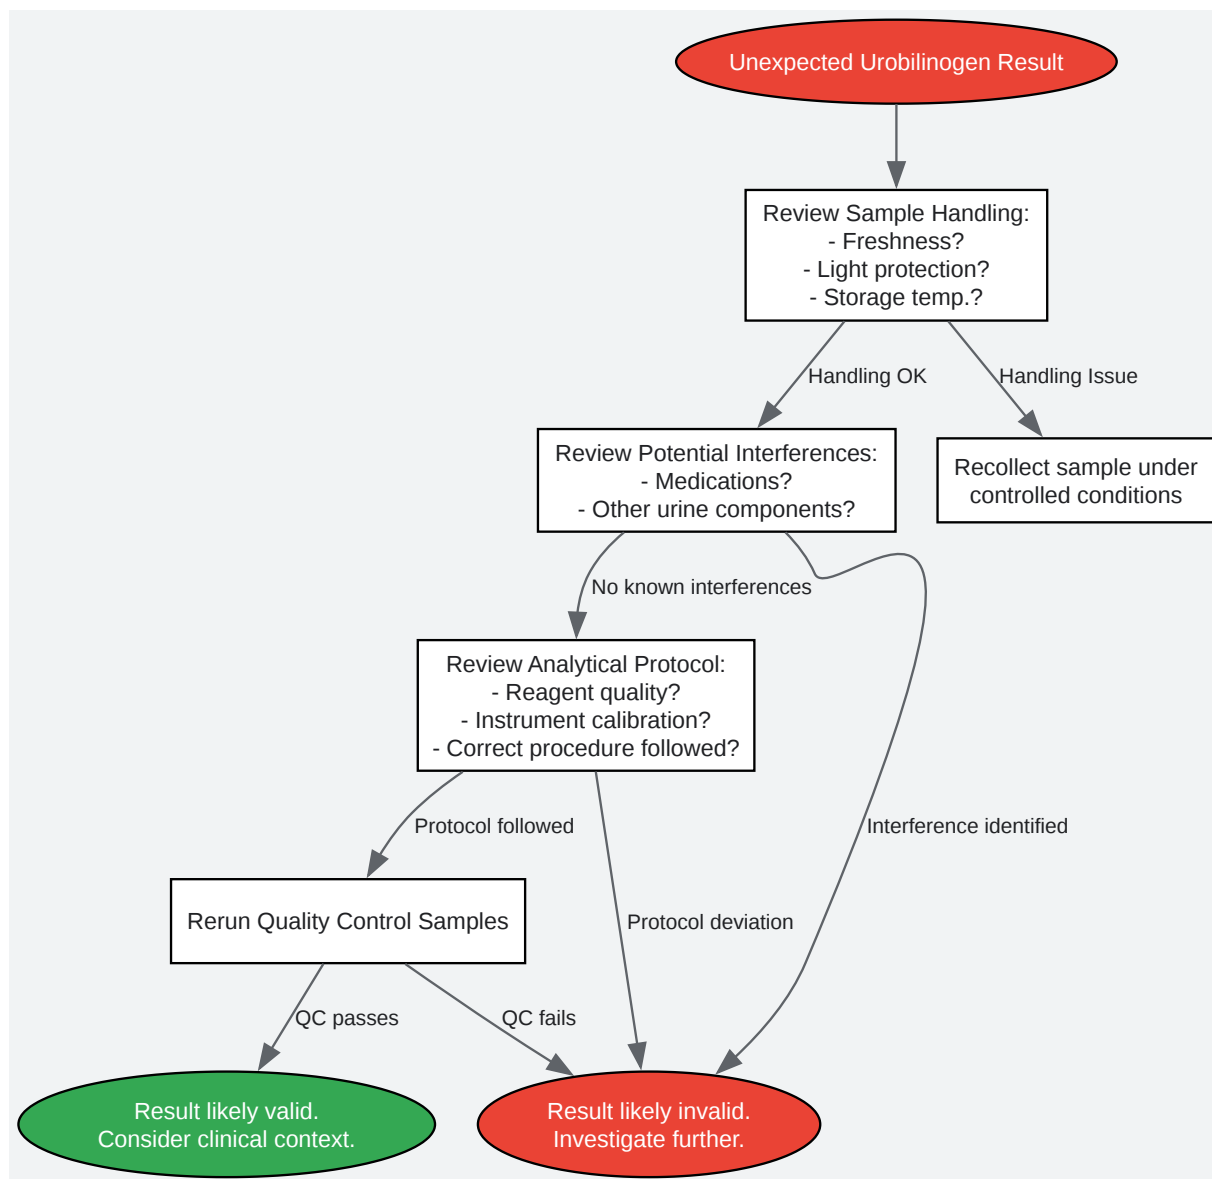 Unexpected Urobilinogen Result
Review Sample Handling:
- Freshness?
- Light protection?
- Storage temp.?
Handling OK
Handling Issue
Review Potential Interferences:
- Medications?
- Other urine components?
Recollect sample under
controlled conditions
No known interferences
Review Analytical Protocol:
- Reagent quality?
- Instrument calibration?
- Correct procedure followed?
Protocol followed
Interference identified
Rerun Quality Control Samples
Protocol deviation
QC passes
QC fails
Result likely valid.
Consider clinical context.
Result likely invalid.
Investigate further.